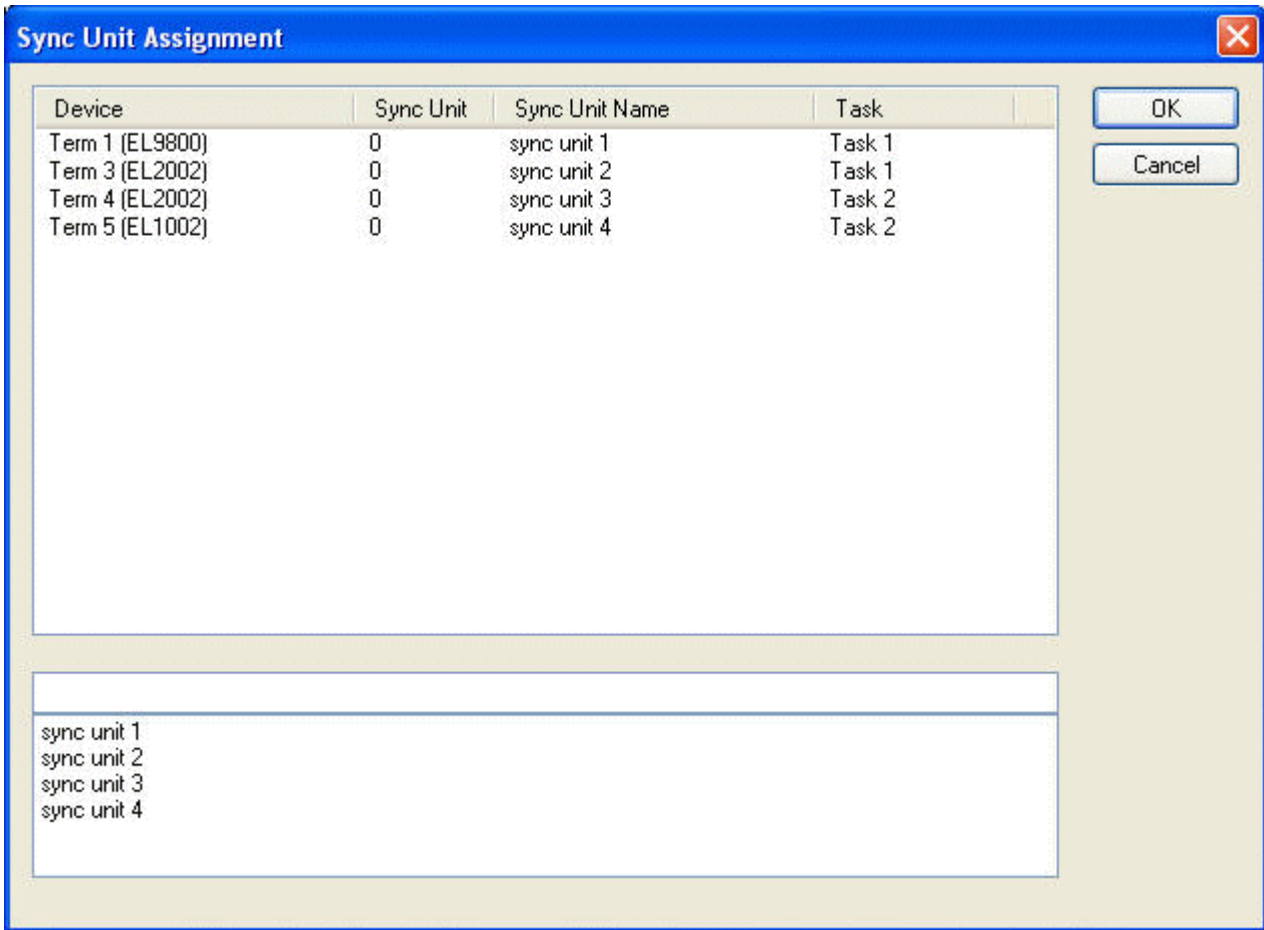 Sync Unit Assignment
Device Sync Unit Sync Unit Name Task
Term 1 (EL9800) 0 sync unit 1 Task 1
Term 3 (EL2002) 0 sync unit 2 Task 1
Term 4 (EL2002) 0 sync unit 3 Task 2
Term 5 (EL1002) 0 sync unit 4 Task 2
OK
Cancel
sync unit 1
sync unit 2
sync unit 3
sync unit 4